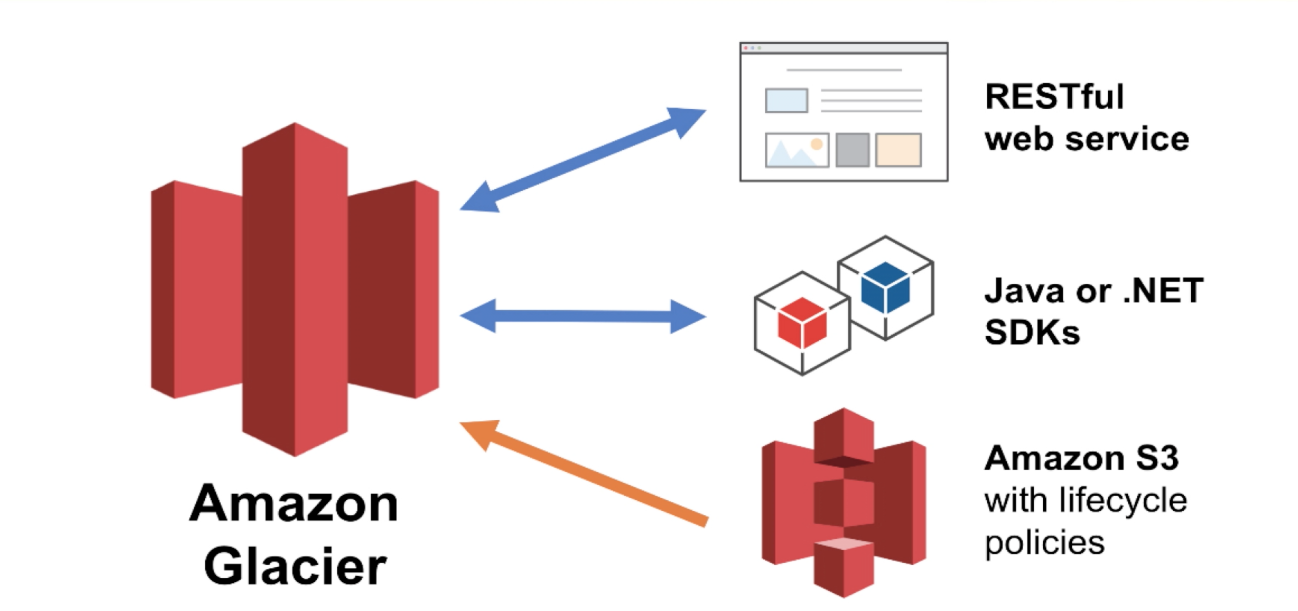 RESTful
web service
Java or .NET
SDKs
Amazon S3
with lifecycle
policies
Amazon
Glacier